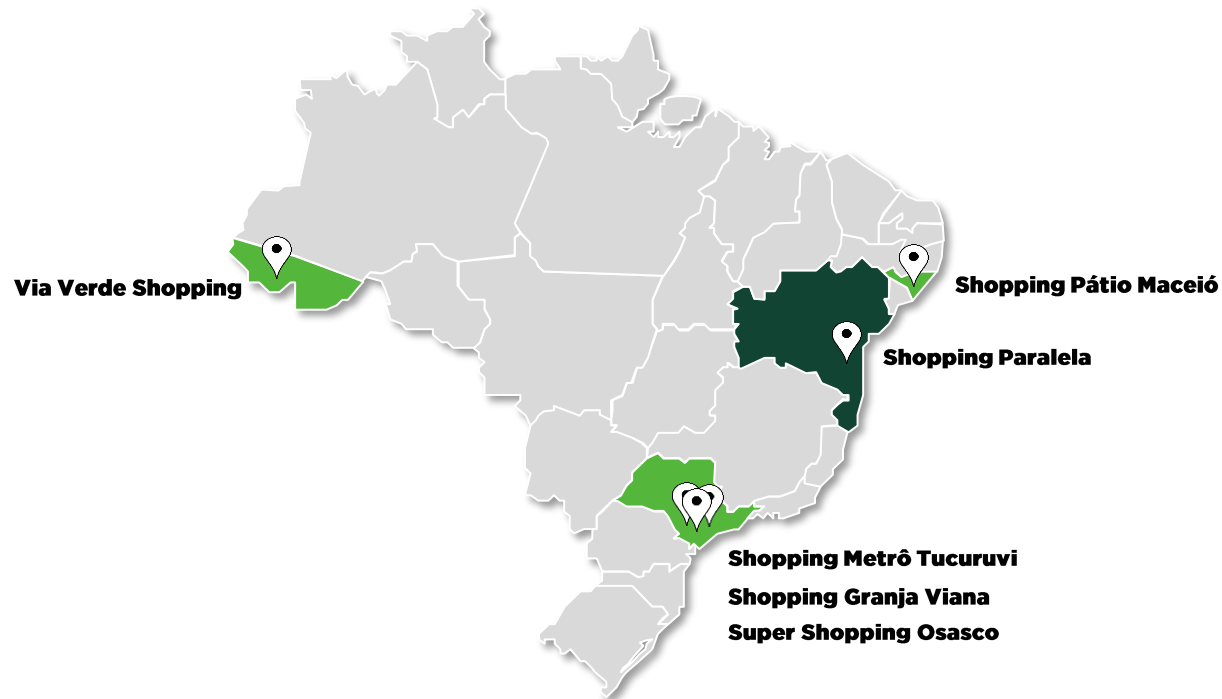 Via Verde Shopping
Shopping Pátio Maceió
Shopping Paralela
Shopping Metrô Tucuruvi
Shopping Granja Viana
Super Shopping Osasco